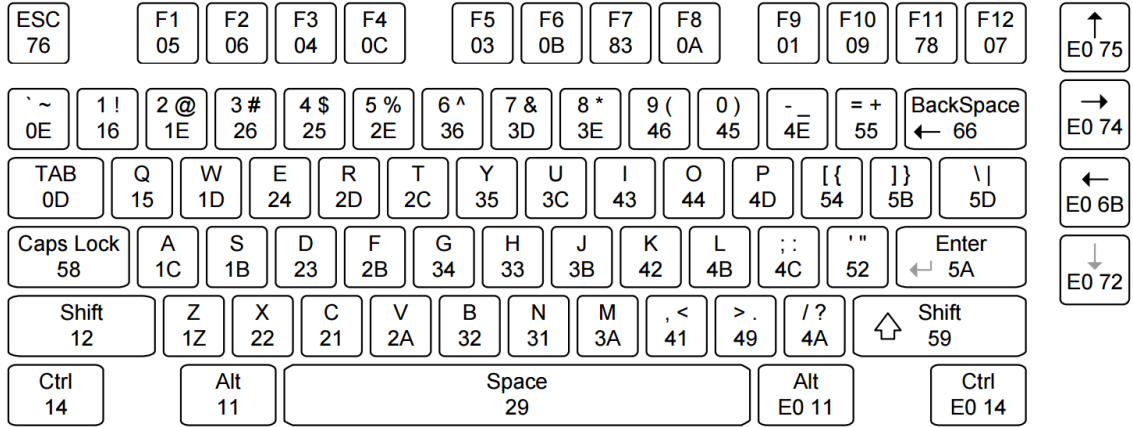 ESC F1 F2 F3 F4 F5 F6 F7 F8 F9 F10 F11 F12 ↑
76 05 06 04 0C 03 0B 83 0A 01 09 78 07 E0 75
` ~ 1 ! 2 @ 3 # 4 $ 5 % 6 ^ 7 & 8 * 9 ( 0 ) - _ = + BackSpace →
0E 16 1E 26 25 2E 36 3D 3E 46 45 4E 55 ← 66 E0 74
TAB Q W E R T Y U I O P [ { ] } \ | ←
0D 15 1D 24 2D 2C 35 3C 43 44 4D 54 5B 5D E0 6B
Caps Lock A S D F G H J K L ; : ' " Enter ↓
58 1C 1B 23 2B 34 33 3B 42 4B 4C 52 ↵ 5A E0 72
Shift Z X C V B N M , < > . / ? ⇧ Shift
12 1Z 22 21 2A 32 31 3A 41 49 4A 59
Ctrl Alt Space Alt Ctrl
14 11 29 E0 11 E0 14